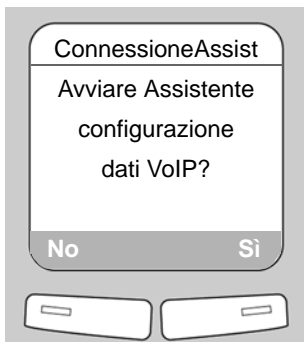 ConnessioneAssist
Avviare Assistente
configurazione
dati VoIP?
No Sì